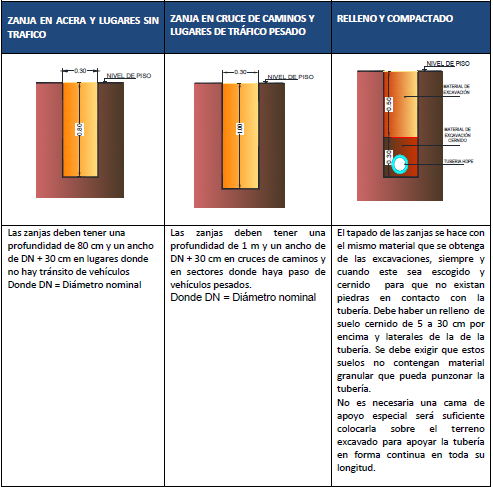 ZANJA EN ACERA Y LUGARES SIN
TRAFICO
ZANJA EN CRUCE DE CAMINOS Y
LUGARES DE TRÁFICO PESADO
RELLENO Y COMPACTADO
0.30
NIVEL DE PISO
0.80
0.30
NIVEL DE PISO
1.00
NIVEL DE PISO
0.50
MATERIAL DE
EXCAVACIÓN
0.30
MATERIAL DE
EXCAVACIÓN
CERNIDO
TUBERIA HDPE
Las zanjas deben tener una
profundidad de 80 cm y un ancho
de DN + 30 cm en lugares donde
no hay tránsito de vehículos
Donde DN = Diámetro nominal
Las zanjas deben tener una
profundidad de 1 m y un ancho de
DN + 30 cm en cruces de caminos y
en sectores donde haya paso de
vehículos pesados.
Donde DN = Diámetro nominal
El tapado de las zanjas se hace con
el mismo material que se obtenga
de las excavaciones, siempre y
cuando este sea escogido y
cernido para que no existan
piedras en contacto con la
tubería. Debe haber un relleno de
suelo cernido de 5 a 30 cm por
encima y laterales de la de la
tubería. Se debe exigir que estos
suelos no contengan material
granular que pueda punzonar la
tubería.
No es necesaria una cama de
apoyo especial será suficiente
colocarla sobre el terreno
excavado para apoyar la tubería
en forma continua en toda su
longitud.